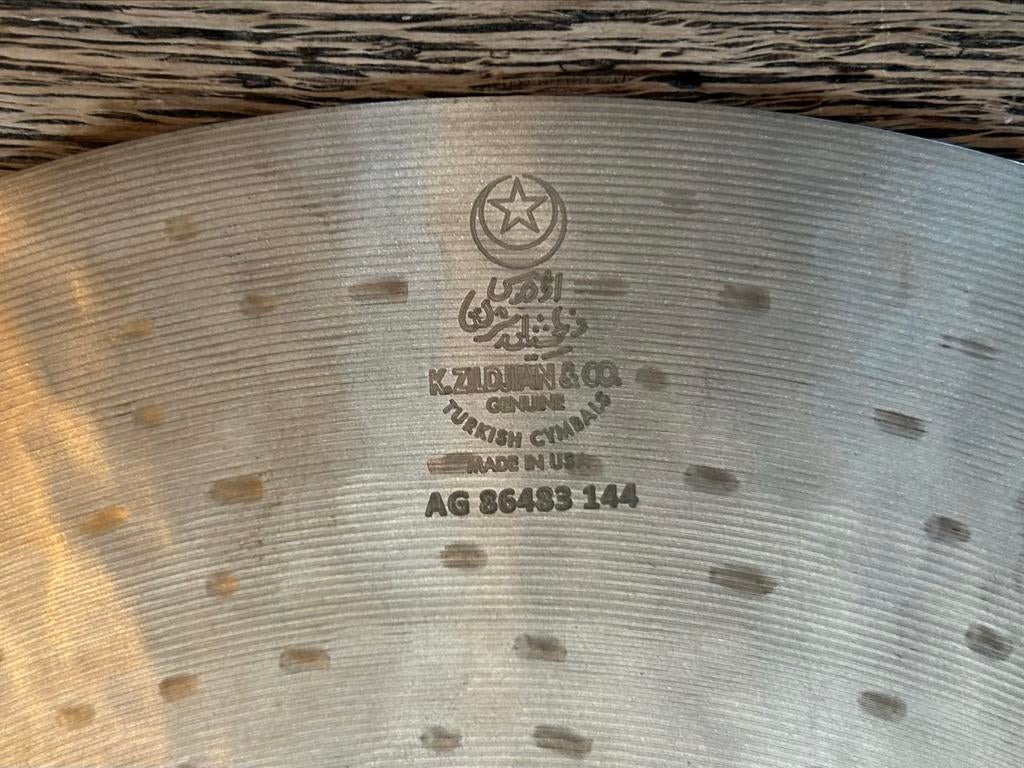 K. ZILDJIAN & CO.
GENUINE
TURKISH CYMBALS
MADE IN USA
AG 86483 144